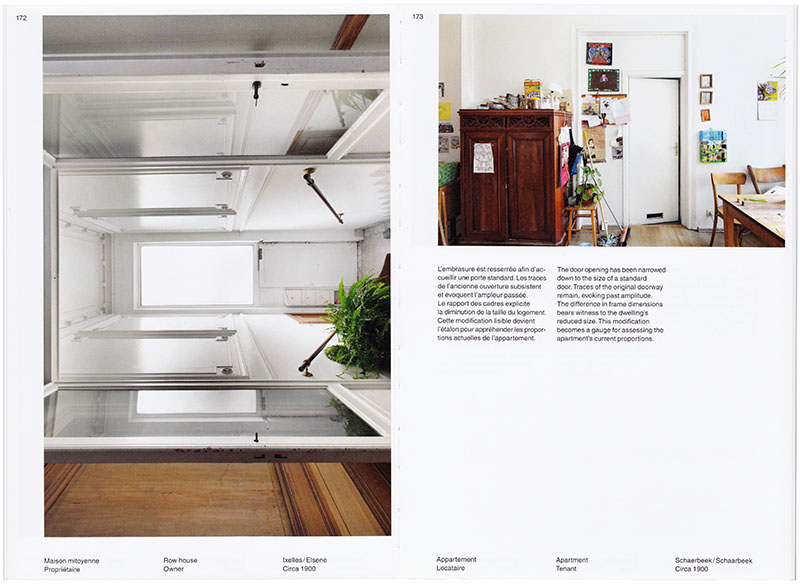 172
Maison mitoyenne
Propriétaire
Row house
Owner
Ixelles / Elsene
Circa 1900
173
L'embrasure est resserrée afin d'ac-
cueillir une porte standard. Les traces
de l'ancienne ouverture subsistent
et évoquent l'ampleur passée.
Le rapport des cadres explicite
la diminution de la taille du logement.
Cette modification lisible devient
l'étalon pour appréhender les propor-
tions actuelles de l'appartement.
The door opening has been narrowed
down to the size of a standard
door. Traces of the original doorway
remain, evoking past amplitude.
The difference in frame dimensions
bears witness to the dwelling's
reduced size. This modification
becomes a gauge for assessing the
apartment's current proportions.
Appartement
Locataire
Apartment
Tenant
Schaerbeek / Schaarbeek
Circa 1900